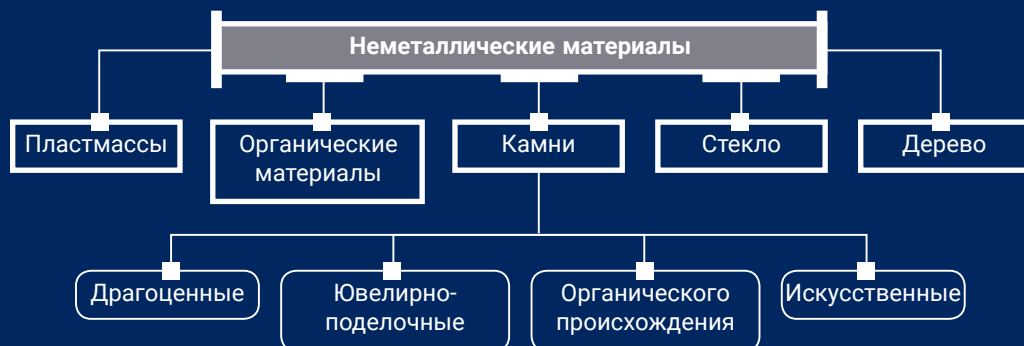 Неметаллические материалы
Пластмассы
Органические
материалы
Камни
Стекло
Дерево
Драгоценные
Ювелирно-
поделочные
Органического
происхождения
Искусственные